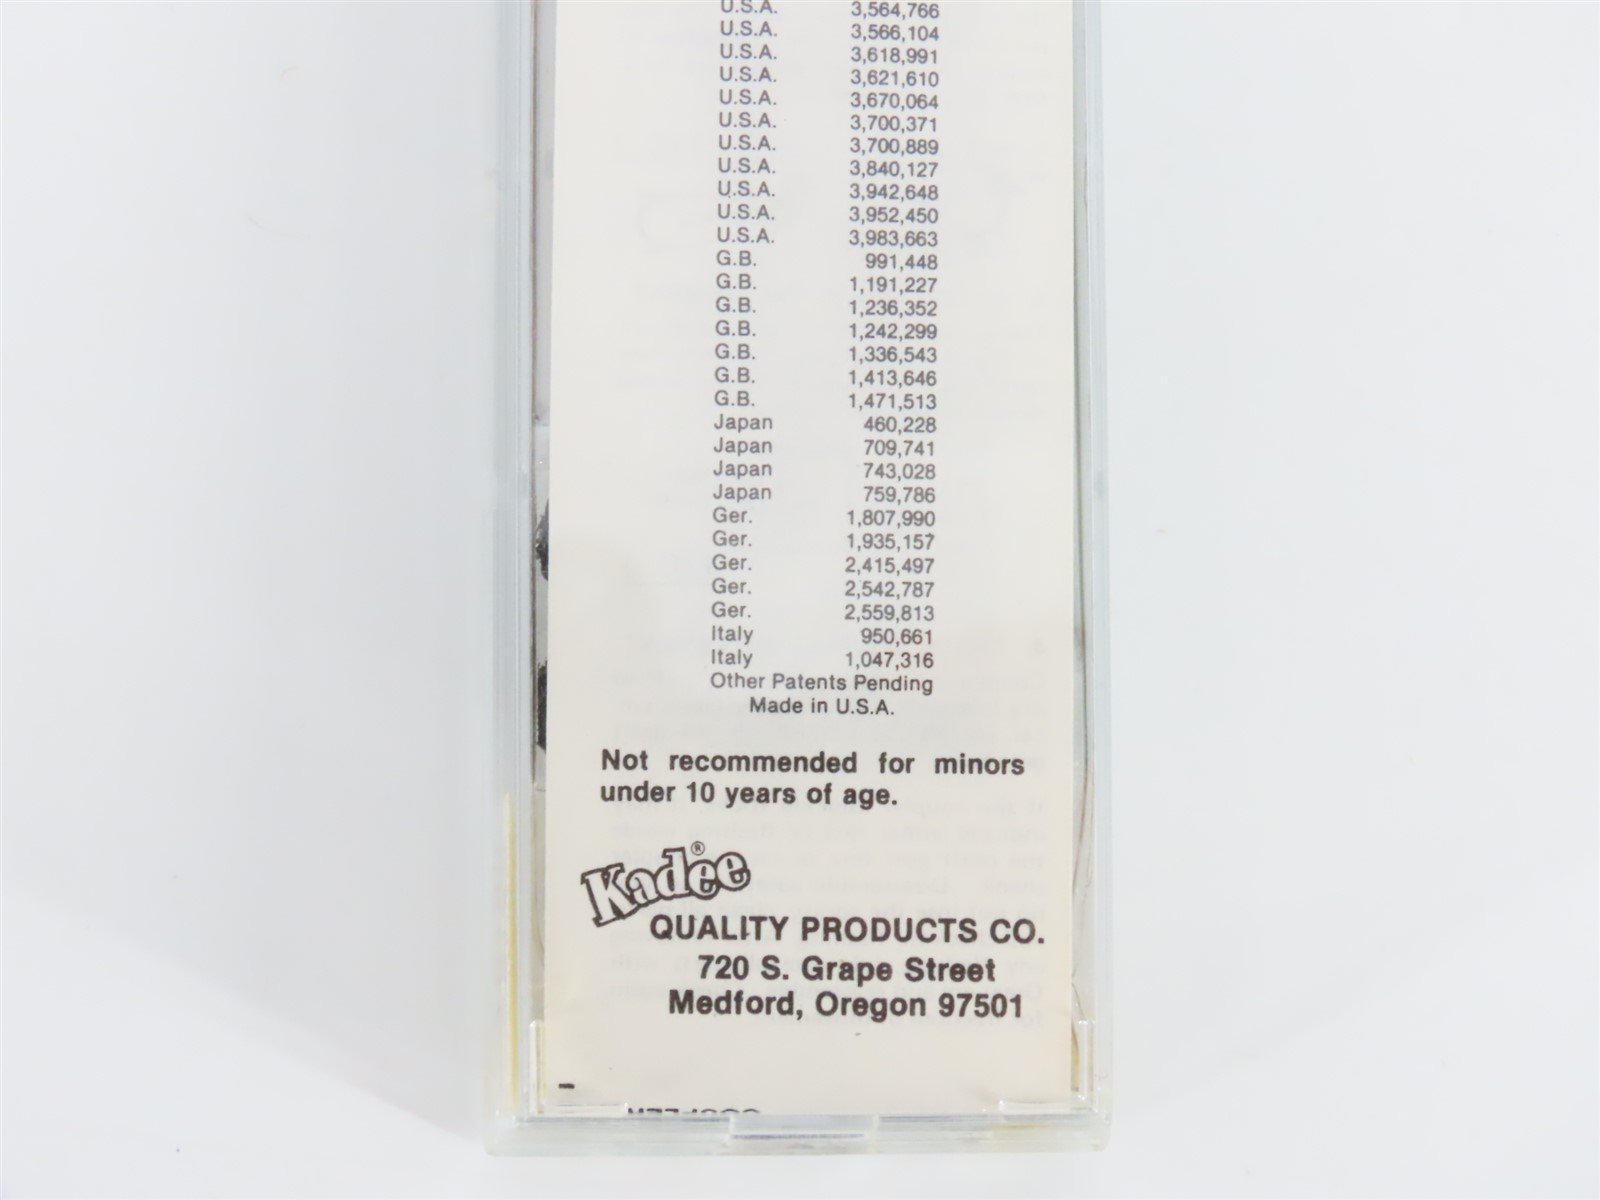 U.S.A. 3,564,766
U.S.A. 3,566,104
U.S.A. 3,618,991
U.S.A. 3,621,610
U.S.A. 3,670,064
U.S.A. 3,700,371
U.S.A. 3,700,889
U.S.A. 3,840,127
U.S.A. 3,942,648
U.S.A. 3,952,450
U.S.A. 3,983,663
G.B. 991,448
G.B. 1,191,227
G.B. 1,236,352
G.B. 1,242,299
G.B. 1,336,543
G.B. 1,413,646
G.B. 1,471,513
Japan 460,228
Japan 709,741
Japan 743,028
Japan 759,786
Ger. 1,807,990
Ger. 1,935,157
Ger. 2,415,497
Ger. 2,542,787
Ger. 2,559,813
Italy 950,661
Italy 1,047,316
Other Patents Pending
Made in U.S.A.
Not recommended for minors
under 10 years of age.
Kadee®
QUALITY PRODUCTS CO.
720 S. Grape Street
Medford, Oregon 97501